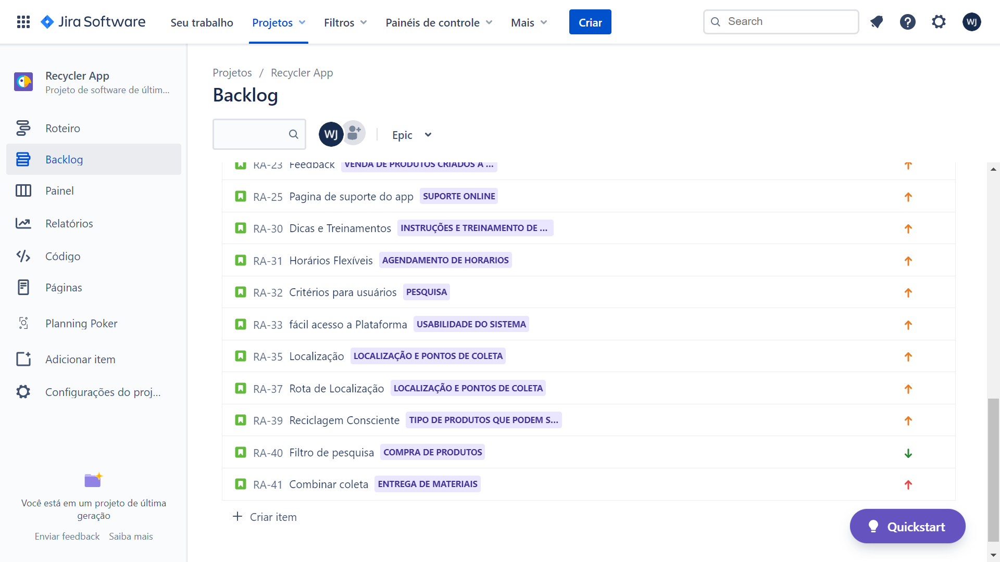 Jira Software
Seu trabalho
Projetos
Filtros
Painéis de controle
Mais
Criar
Search
WJ
Recycler App
Projeto de software de últim...
Roteiro
Backlog
Painel
Relatórios
Código
Páginas
Planning Poker
Adicionar item
Configurações do proj...
Você está em um projeto de última
geração
Enviar feedback Saiba mais
Projetos / Recycler App
Backlog
WJ
Epic
RA-23 Feedback VENDA DE PRODUTOS CRIADOS A ...
RA-25 Pagina de suporte do app SUPORTE ONLINE
RA-30 Dicas e Treinamentos INSTRUÇÕES E TREINAMENTO DE ...
RA-31 Horários Flexíveis AGENDAMENTO DE HORARIOS
RA-32 Critérios para usuários PESQUISA
RA-33 fácil acesso a Plataforma USABILIDADE DO SISTEMA
RA-35 Localização LOCALIZAÇÃO E PONTOS DE COLETA
RA-37 Rota de Localização LOCALIZAÇÃO E PONTOS DE COLETA
RA-39 Reciclagem Consciente TIPO DE PRODUTOS QUE PODEM S...
RA-40 Filtro de pesquisa COMPRA DE PRODUTOS
RA-41 Combinar coleta ENTREGA DE MATERIAIS
Criar item
Quickstart